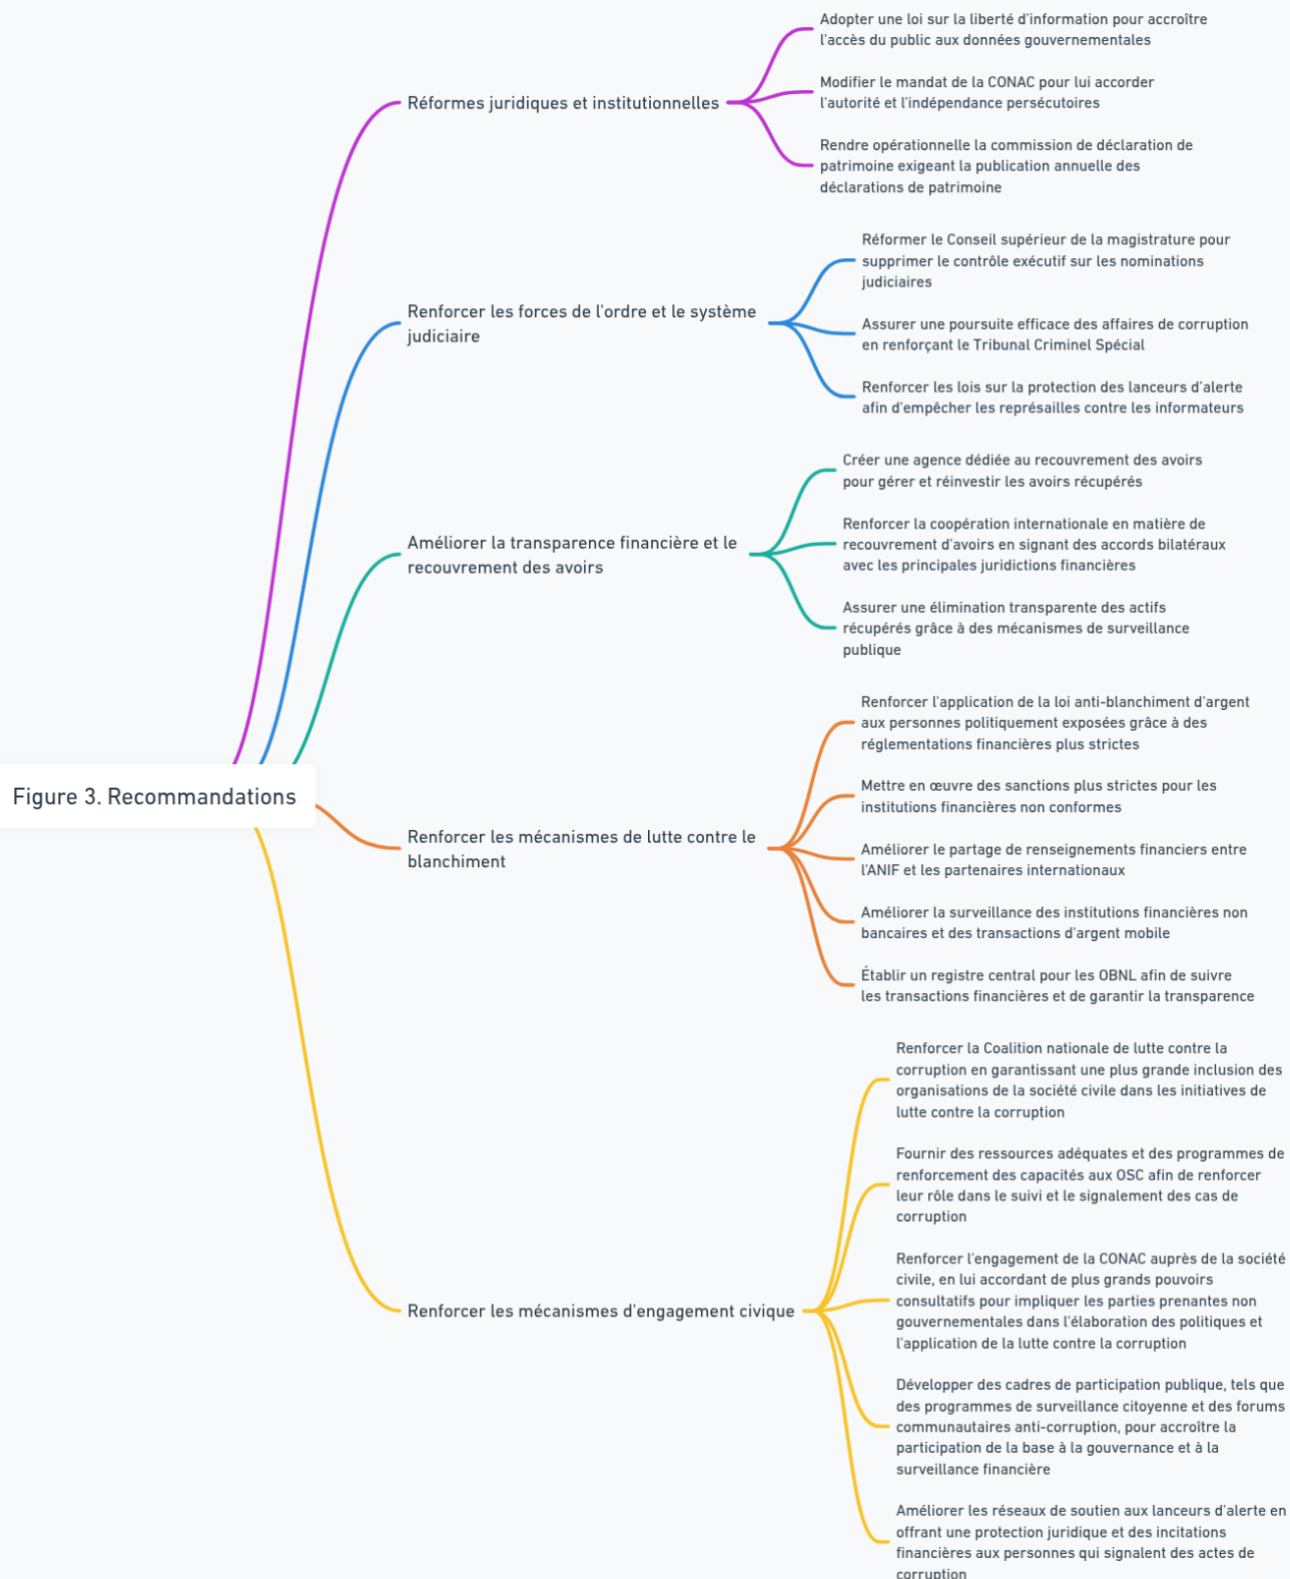 Figure 3. Recommandations
Réformes juridiques et institutionnelles
Adopter une loi sur la liberté d'information pour accroître
l'accès du public aux données gouvernementales
Modifier le mandat de la CONAC pour lui accorder
l'autorité et l'indépendance persécutoires
Rendre opérationnelle la commission de déclaration de
patrimoine exigeant la publication annuelle des
déclarations de patrimoine
Renforcer les forces de l'ordre et le système
judiciaire
Réformer le Conseil supérieur de la magistrature pour
supprimer le contrôle exécutif sur les nominations
judiciaires
Assurer une poursuite efficace des affaires de corruption
en renforçant le Tribunal Criminel Spécial
Renforcer les lois sur la protection des lanceurs d'alerte
afin d'empêcher les représailles contre les informateurs
Améliorer la transparence financière et le
recouvrement des avoirs
Créer une agence dédiée au recouvrement des avoirs
pour gérer et réinvestir les avoirs récupérés
Renforcer la coopération internationale en matière de
recouvrement d'avoirs en signant des accords bilatéraux
avec les principales juridictions financières
Assurer une élimination transparente des actifs
récupérés grâce à des mécanismes de surveillance
publique
Renforcer les mécanismes de lutte contre le
blanchiment
Renforcer l'application de la loi anti-blanchiment d'argent
aux personnes politiquement exposées grâce à des
réglementations financières plus strictes
Mettre en œuvre des sanctions plus strictes pour les
institutions financières non conformes
Améliorer le partage de renseignements financiers entre
l'ANIF et les partenaires internationaux
Améliorer la surveillance des institutions financières non
bancaires et des transactions d'argent mobile
Établir un registre central pour les OBNL afin de suivre
les transactions financières et de garantir la transparence
Renforcer les mécanismes d'engagement civique
Renforcer la Coalition nationale de lutte contre la
corruption en garantissant une plus grande inclusion des
organisations de la société civile dans les initiatives de
lutte contre la corruption
Fournir des ressources adéquates et des programmes de
renforcement des capacités aux OSC afin de renforcer
leur rôle dans le suivi et le signalement des cas de
corruption
Renforcer l'engagement de la CONAC auprès de la société
civile, en lui accordant de plus grands pouvoirs
consultatifs pour impliquer les parties prenantes non
gouvernementales dans l'élaboration des politiques et
l'application de la lutte contre la corruption
Développer des cadres de participation publique, tels que
des programmes de surveillance citoyenne et des forums
communautaires anti-corruption, pour accroître la
participation de la base à la gouvernance et à la
surveillance financière
Améliorer les réseaux de soutien aux lanceurs d'alerte en
offrant une protection juridique et des incitations
financières aux personnes qui signalent des actes de
corruption